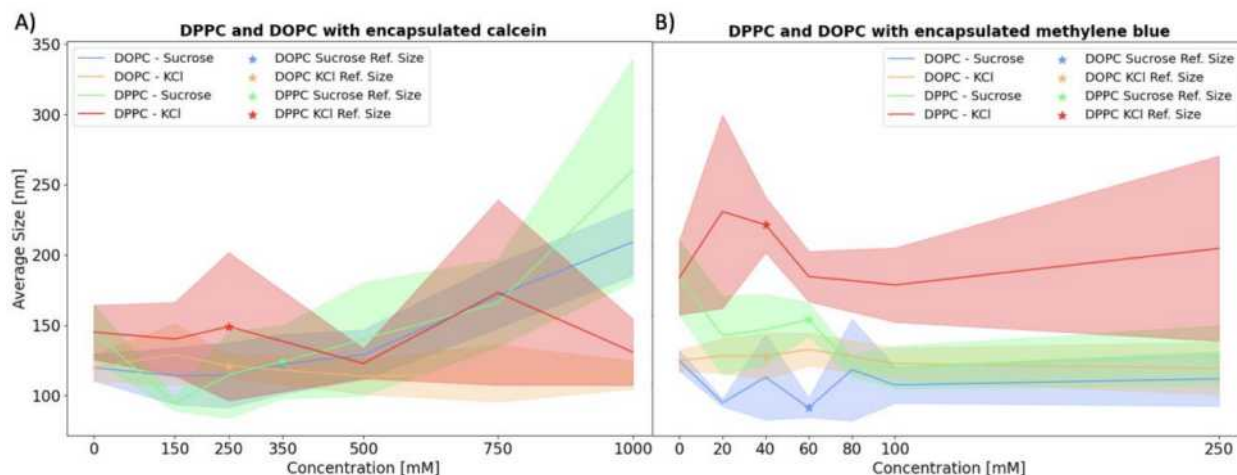 A)
DPPC and DOPC with encapsulated calcein
DOPC - Sucrose
DOPC - KCl
DPPC - Sucrose
DPPC - KCl
DOPC Sucrose Ref. Size
DOPC KCl Ref. Size
DPPC Sucrose Ref. Size
DPPC KCl Ref. Size
Average Size [nm]
350
300
250
200
150
100
0 150 250 350 500 750 1000
Concentration [mM]
B)
DPPC and DOPC with encapsulated methylene blue
DOPC - Sucrose
DOPC - KCl
DPPC - Sucrose
DPPC - KCl
DOPC Sucrose Ref. Size
DOPC KCl Ref. Size
DPPC Sucrose Ref. Size
DPPC KCl Ref. Size
0 20 40 60 80 100 250
Concentration [mM]